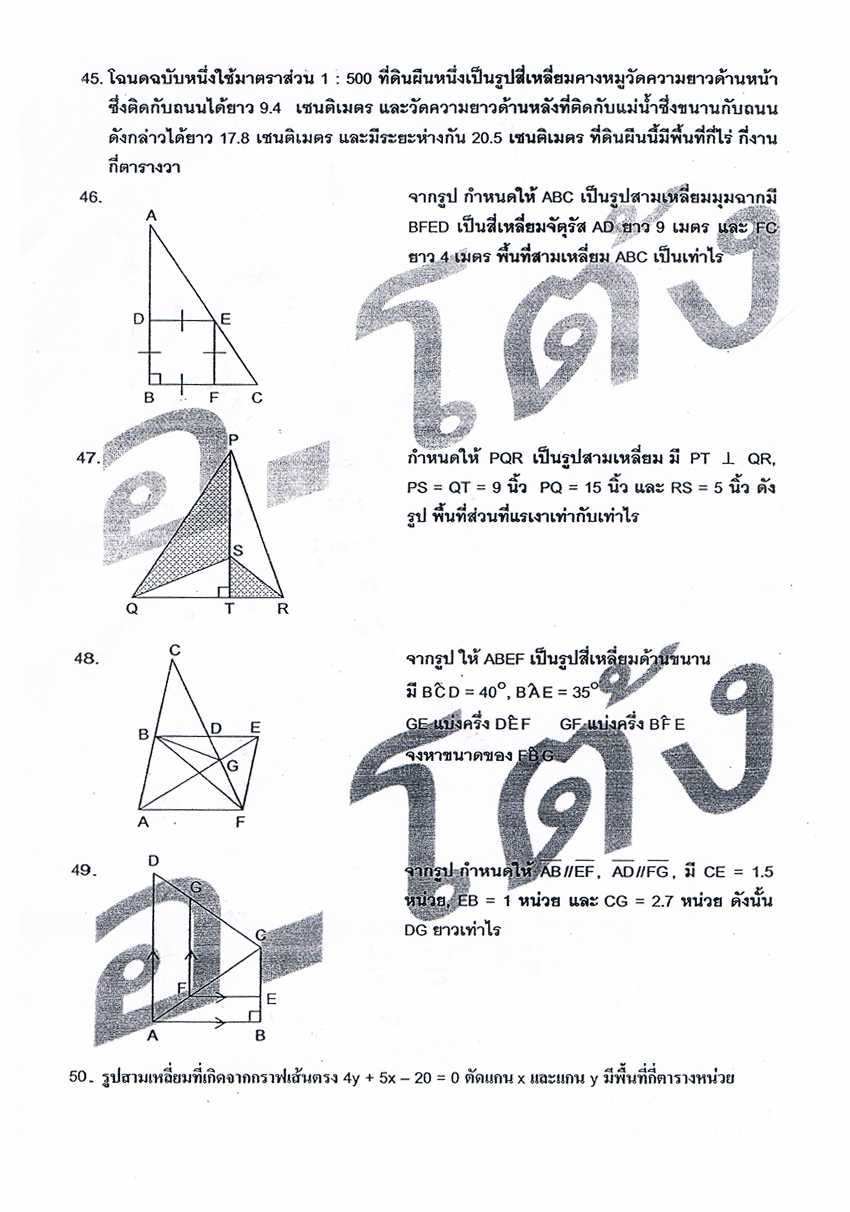 45. โฉนดฉบับหนึ่งใช้มาตราส่วน 1 : 500 ที่ดินผืนหนึ่งเป็นรูปสี่เหลี่ยมคางหมูวัดความยาวด้านหน้า
ซึ่งติดกับถนนได้ยาว 9.4 เซนติเมตร และวัดความยาวด้านหลังที่ติดกับแม่น้ำซึ่งขนานกับถนน
ดังกล่าวได้ยาว 17.8 เซนติเมตร และมีระยะห่างกัน 20.5 เซนติเมตร ที่ดินผืนนี้มีพื้นที่กี่ไร่ กี่งาน
กี่ตารางวา
46.
จากรูป กำหนดให้ ABC เป็นรูปสามเหลี่ยมมุมฉากมี
BFED เป็นสี่เหลี่ยมจัตุรัส AD ยาว 9 เมตร และ FC
ยาว 4 เมตร พื้นที่สามเหลี่ยม ABC เป็นเท่าไร
A
D E
B F C
47.
กำหนดให้ PQR เป็นรูปสามเหลี่ยม มี PT ⊥ QR,
PS = QT = 9 นิ้ว PQ = 15 นิ้ว และ RS = 5 นิ้ว ดัง
รูป พื้นที่ส่วนที่แรเงาเท่ากับเท่าไร
P
S
Q T R
48.
จากรูป ให้ ABEF เป็นรูปสี่เหลี่ยมด้านขนาน
มี BĈD = 40°, BÂE = 35°
GE แบ่งครึ่ง DÊF GF แบ่งครึ่ง BF̂E
จงหาขนาดของ FB̂G
C
B D E
G
A F
49.
จากรูป กำหนดให้ AB//EF, AD//FG, มี CE = 1.5
หน่วย, EB = 1 หน่วย และ CG = 2.7 หน่วย ดังนั้น
DG ยาวเท่าไร
D
G
C
F E
A B
50. รูปสามเหลี่ยมที่เกิดจากกราฟเส้นตรง 4y + 5x – 20 = 0 ตัดแกน x และแกน y มีพื้นที่กี่ตารางหน่วย
อ.โต้ง
อ.โต้ง